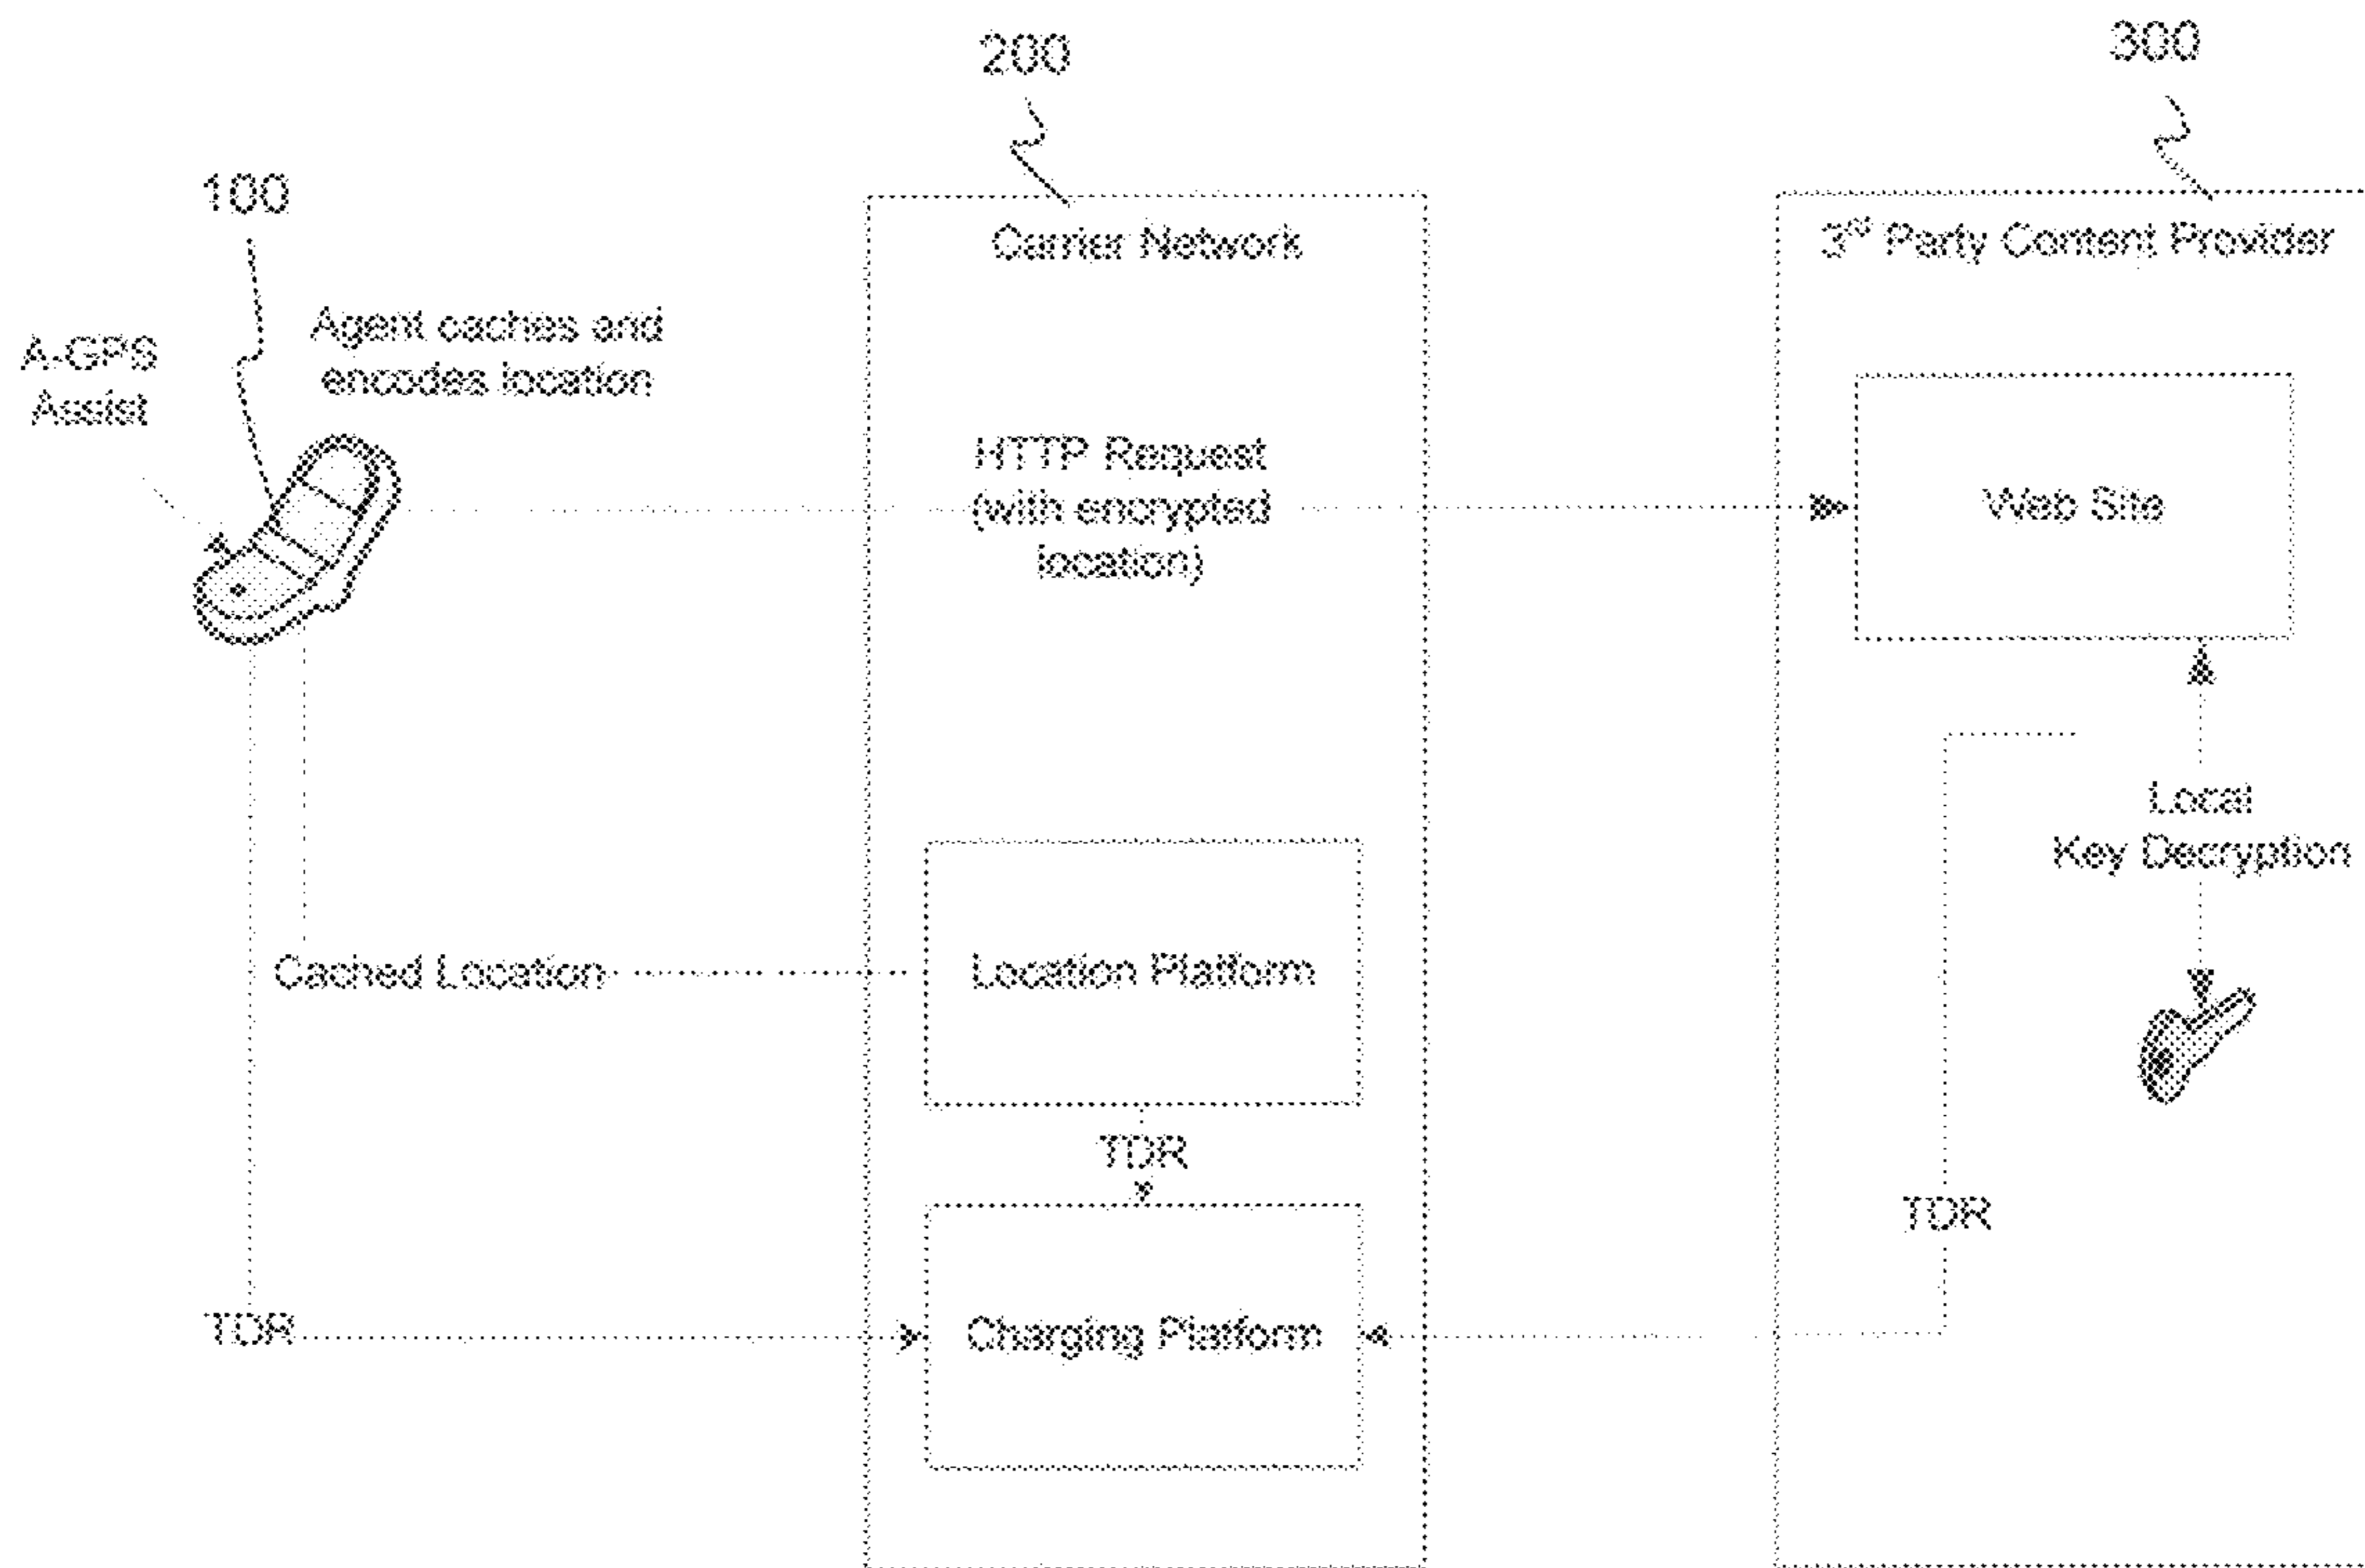 200
300
100
Carrier Network
3rd Party Content Provider
A-GPS
Assist
Agent caches and
encodes location
HTTP Request
(with encrypted
location)
Web Site
Local
Key Decryption
Cached Location
Location Platform
TDR
TDR
TDR
Charging Platform